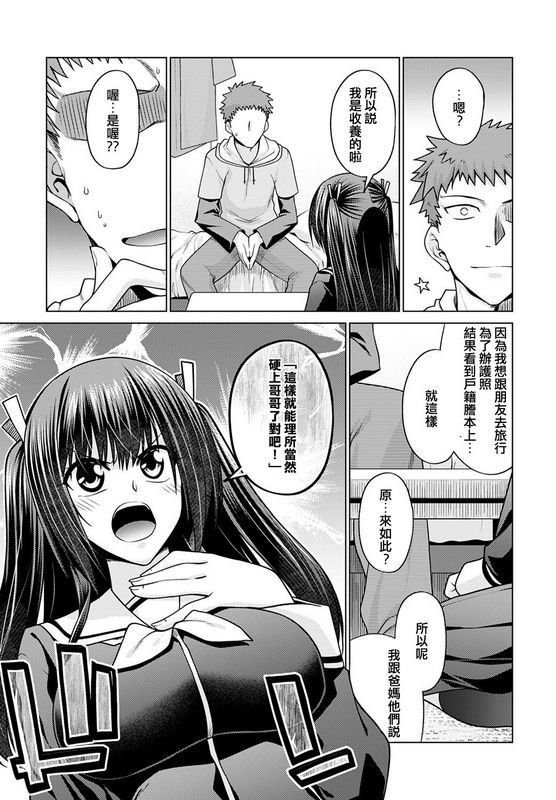 …嗯？
所以說
我是收養的啦
喔…
是喔??
因為我想跟朋友去旅行
為了辦護照
結果看到戶籍謄本上…
就這樣
原…
來如此？
所以呢
我跟爸媽他們說
「這樣就能理所當然
硬上哥哥了對吧！」